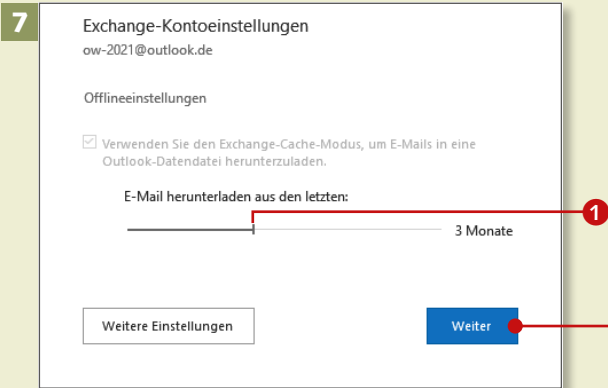 7
Exchange-Kontoeinstellungen
ow-2021@outlook.de
Offlineeinstellungen
Verwenden Sie den Exchange-Cache-Modus, um E-Mails in eine
Outlook-Datendatei herunterzuladen.
E-Mail herunterladen aus den letzten:
1
3 Monate
Weitere Einstellungen
Weiter